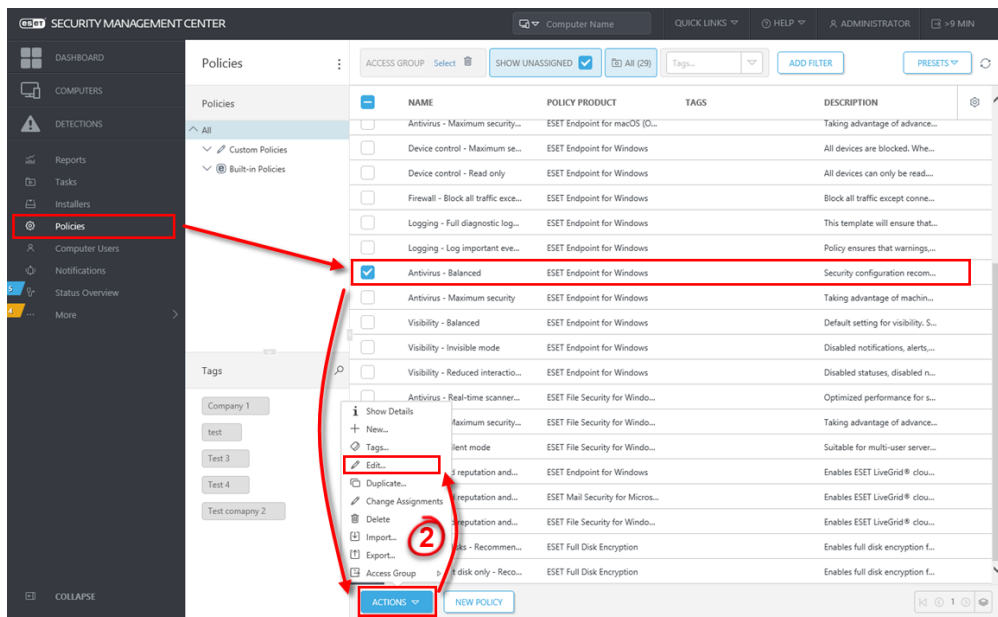 eset SECURITY MANAGEMENT CENTER
Computer Name
QUICK LINKS
HELP
ADMINISTRATOR
>9 MIN
DASHBOARD
COMPUTERS
DETECTIONS
Reports
Tasks
Installers
Policies
Computer Users
Notifications
Status Overview
More
COLLAPSE
Policies
Policies
All
Custom Policies
Built-in Policies
Tags
Company 1
test
Test 3
Test 4
Test comapny 2
ACCESS GROUP Select
SHOW UNASSIGNED
All (29)
Tags...
ADD FILTER
PRESETS
NAME POLICY PRODUCT TAGS DESCRIPTION
Antivirus - Maximum security... ESET Endpoint for macOS (O... Taking advantage of advance...
Device control - Maximum se... ESET Endpoint for Windows All devices are blocked. Whe...
Device control - Read only ESET Endpoint for Windows All devices can only be read....
Firewall - Block all traffic exce... ESET Endpoint for Windows Block all traffic except conne...
Logging - Full diagnostic log... ESET Endpoint for Windows This template will ensure that...
Logging - Log important eve... ESET Endpoint for Windows Policy ensures that warnings,...
Antivirus - Balanced ESET Endpoint for Windows Security configuration recom...
Antivirus - Maximum security ESET Endpoint for Windows Taking advantage of machin...
Visibility - Balanced ESET Endpoint for Windows Default setting for visibility. S...
Visibility - Invisible mode ESET Endpoint for Windows Disabled notifications, alerts,...
Visibility - Reduced interactio... ESET Endpoint for Windows Disabled statuses, disabled n...
Antivirus - Real-time scanner... ESET File Security for Windo... Optimized performance for s...
Maximum security... ESET File Security for Windo... Taking advantage of advance...
lent mode ESET File Security for Windo... Suitable for multi-user server...
d reputation and... ESET Endpoint for Windows Enables ESET LiveGrid® clou...
d reputation and... ESET Mail Security for Micros... Enables ESET LiveGrid® clou...
d reputation and... ESET File Security for Windo... Enables ESET LiveGrid® clou...
sks - Recommen... ESET Full Disk Encryption Enables full disk encryption f...
t disk only - Reco... ESET Full Disk Encryption Enables full disk encryption f...
Show Details
New...
Tags...
Edit...
Duplicate...
Change Assignments
Delete
Import...
Export...
Access Group
2
ACTIONS
NEW POLICY
1